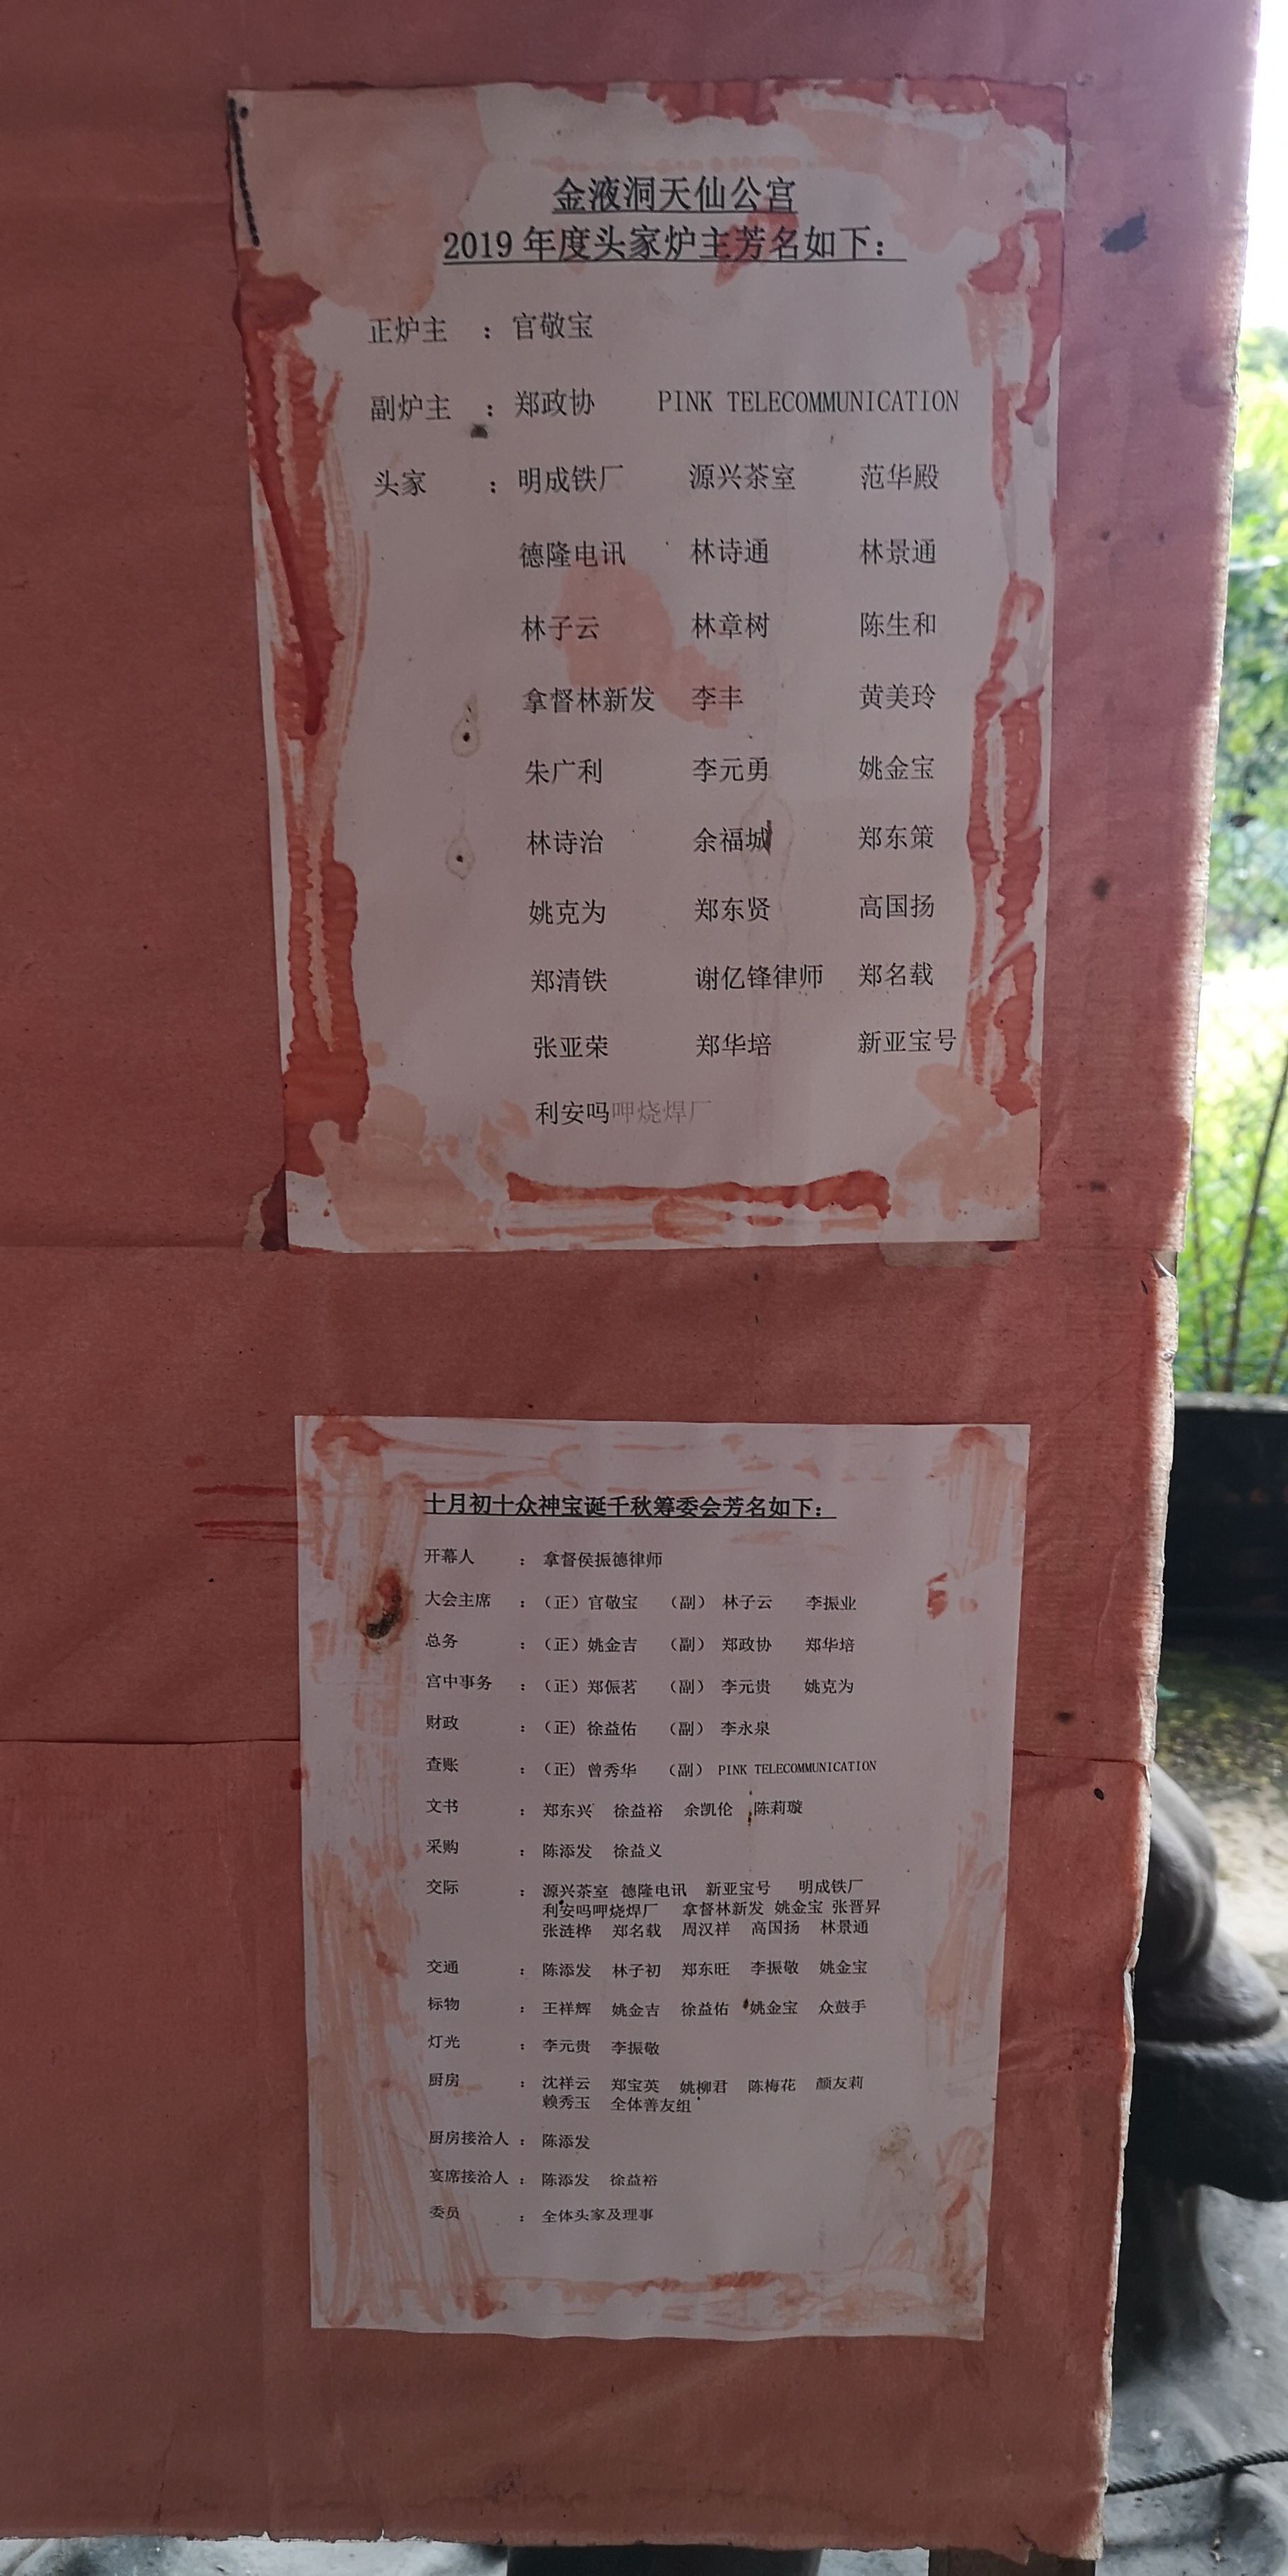 金液洞天仙公宫
2019年度头家炉主芳名如下：
正炉主 ：官敬宝
副炉主 ：郑政协 PINK TELECOMMUNICATION
头家 ：明成铁厂 源兴茶室 范华殿
德隆电讯 林诗通 林景通
林子云 林章树 陈生和
拿督林新发 李丰 黄美玲
朱广利 李元勇 姚金宝
林诗治 余福城 郑东策
姚克为 郑东贤 高国扬
郑清铁 谢亿锋律师 郑名载
张亚荣 郑华培 新亚宝号
利安吗呷烧焊厂
十月初十众神宝诞千秋筹委会芳名如下：
开幕人 ： 拿督侯振德律师
大会主席 ：（正）官敬宝 （副） 林子云 李振业
总务 ：（正）姚金吉 （副） 郑政协 郑华培
宫中事务 ：（正）郑侲茗 （副） 李元贵 姚克为
财政 ：（正）徐益佑 （副） 李永泉
查账 ：（正）曾秀华 （副） PINK TELECOMMUNICATION
文书 ： 郑东兴 徐益裕 余凯伦 陈莉璇
采购 ： 陈添发 徐益义
交际 ： 源兴茶室 德隆电讯 新亚宝号 明成铁厂
利安吗呷烧焊厂 拿督林新发 姚金宝 张晋昇
张涟桦 郑名载 周汉祥 高国扬 林景通
交通 ： 陈添发 林子初 郑东旺 李振敬 姚金宝
标物 ： 王祥辉 姚金吉 徐益佑 姚金宝 众鼓手
灯光 ： 李元贵 李振敬
厨房 ： 沈祥云 郑宝英 姚柳君 陈梅花 颜友莉
赖秀玉 全体善友组
厨房接洽人 ： 陈添发
宴席接洽人 ： 陈添发 徐益裕
委员 ： 全体头家及理事